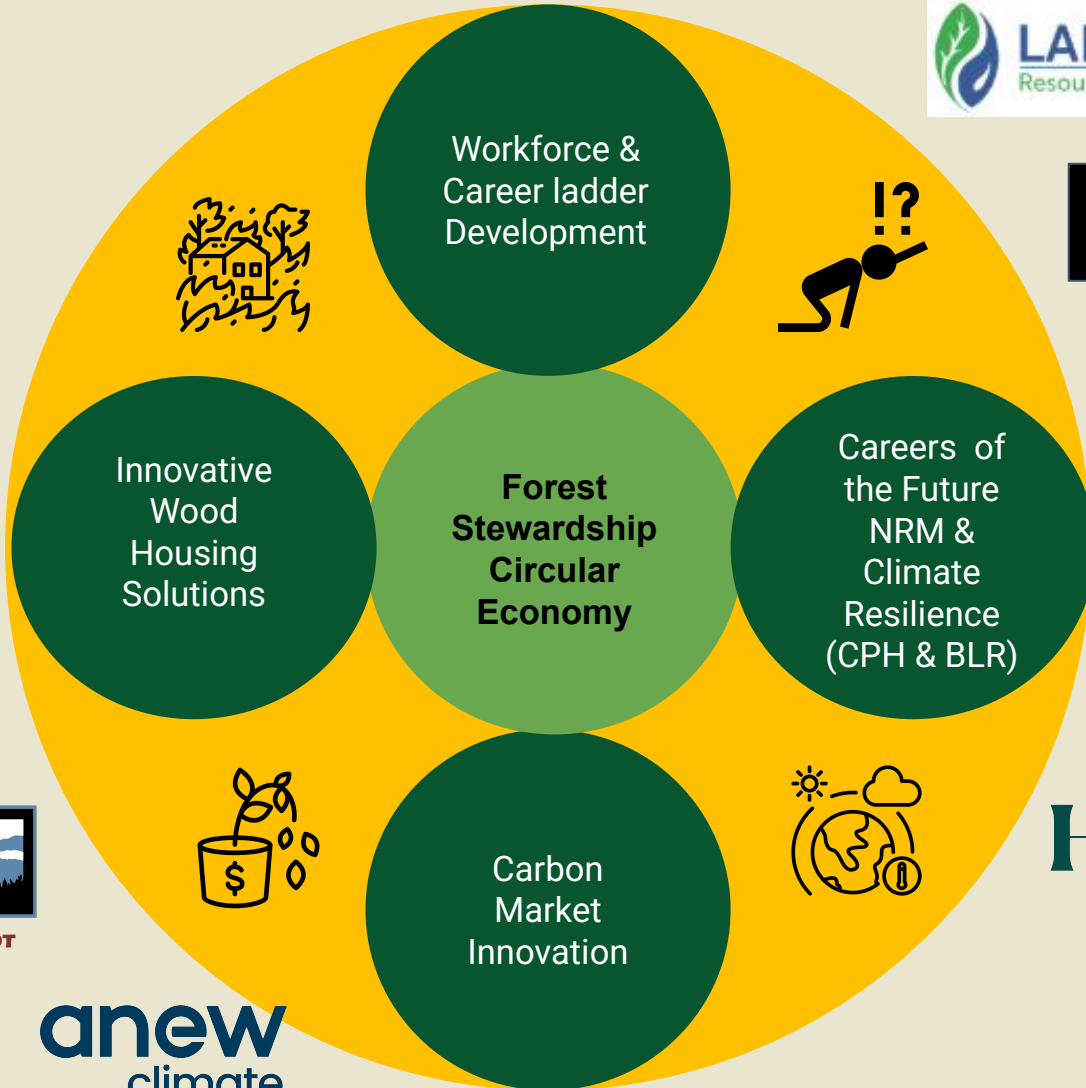 Workforce &
Career ladder
Development
!?
Innovative
Wood
Housing
Solutions
Forest
Stewardship
Circular
Economy
Careers of
the Future
NRM &
Climate
Resilience
(CPH & BLR)
$
Carbon
Market
Innovation
anew
climate